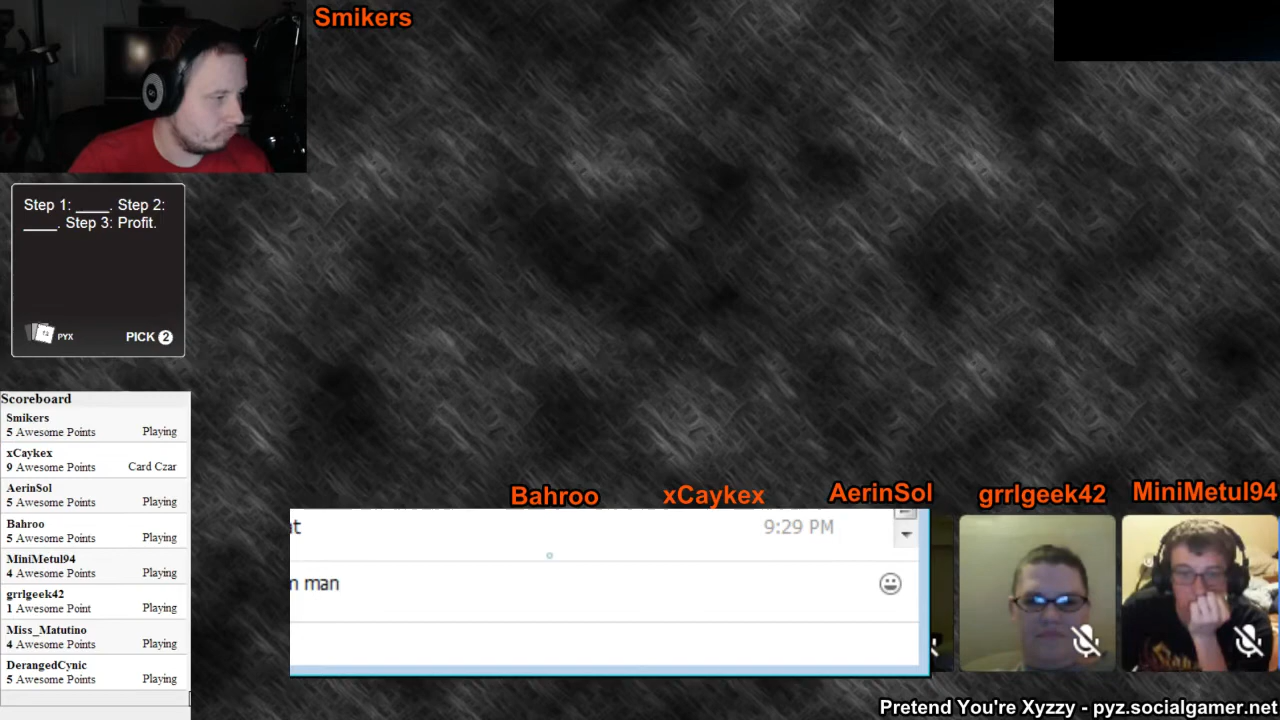 Smikers
Step 1: ____. Step 2:
____. Step 3: Profit.
PYX
PICK 2
Scoreboard
Smikers
5 Awesome Points Playing
xCaykex
9 Awesome Points Card Czar
AerinSol
5 Awesome Points Playing
Bahroo
5 Awesome Points Playing
MiniMetul94
4 Awesome Points Playing
grrlgeek42
1 Awesome Point Playing
Miss_Matutino
4 Awesome Points Playing
DerangedCynic
5 Awesome Points Playing
Bahroo
xCaykex
AerinSol
grrlgeek42
MiniMetul94
9:29 PM
man
Pretend You're Xyzzy - pyz.socialgamer.net